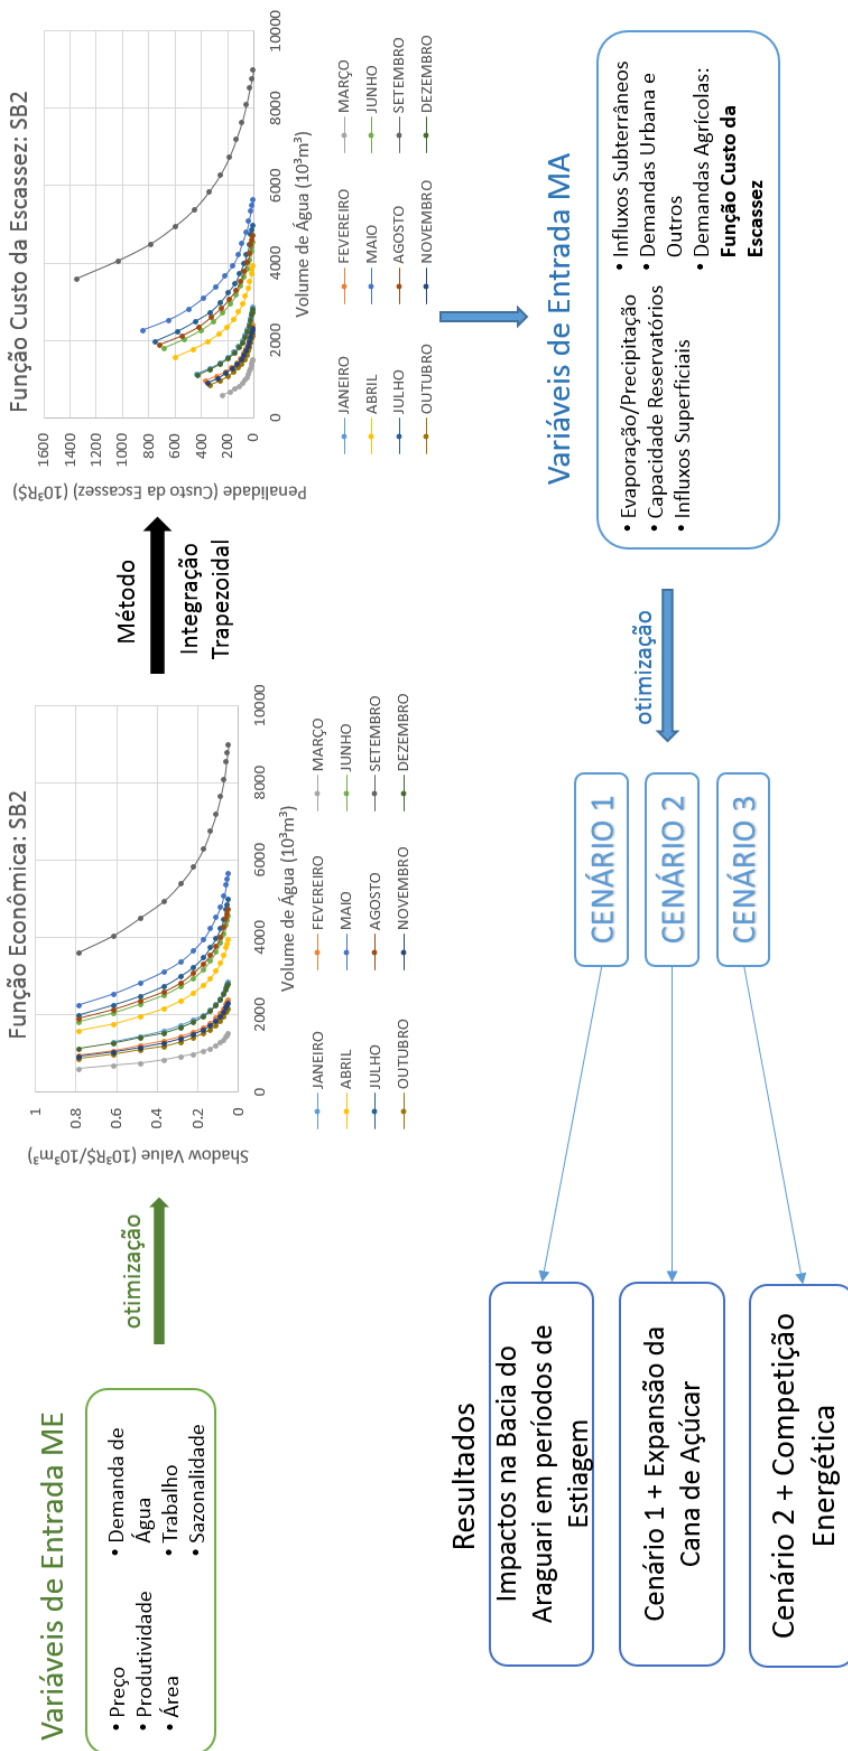 Variáveis de Entrada ME
• Preço
• Produtividade
• Área
• Demanda de
Água
• Trabalho
• Sazonalidade
otimização
Função Econômica: SB2
Shadow Value (10³R$/10³m³)
1
0.8
0.6
0.4
0.2
0
0
2000
4000
6000
8000
10000
Volume de Água (10³m³)
JANEIRO
FEVEREIRO
MARÇO
ABRIL
MAIO
JUNHO
JULHO
AGOSTO
SETEMBRO
OUTUBRO
NOVEMBRO
DEZEMBRO
Método
Integração
Trapezoidal
Função Custo da Escassez: SB2
Penalidade (Custo da Escassez) (10³R$)
1600
1400
1200
1000
800
600
400
200
0
0
2000
4000
6000
8000
10000
Volume de Água (10³m³)
JANEIRO
FEVEREIRO
MARÇO
ABRIL
MAIO
JUNHO
JULHO
AGOSTO
SETEMBRO
OUTUBRO
NOVEMBRO
DEZEMBRO
Variáveis de Entrada MA
• Evaporação/Precipitação
• Capacidade Reservatórios
• Influxos Superficiais
• Influxos Subterrâneos
• Demandas Urbana e
Outros
• Demandas Agrícolas:
Função Custo da
Escassez
otimização
CENÁRIO 1
CENÁRIO 2
CENÁRIO 3
Resultados
Impactos na Bacia do
Araguari em períodos de
Estiagem
Cenário 1 + Expansão da
Cana de Açúcar
Cenário 2 + Competição
Energética